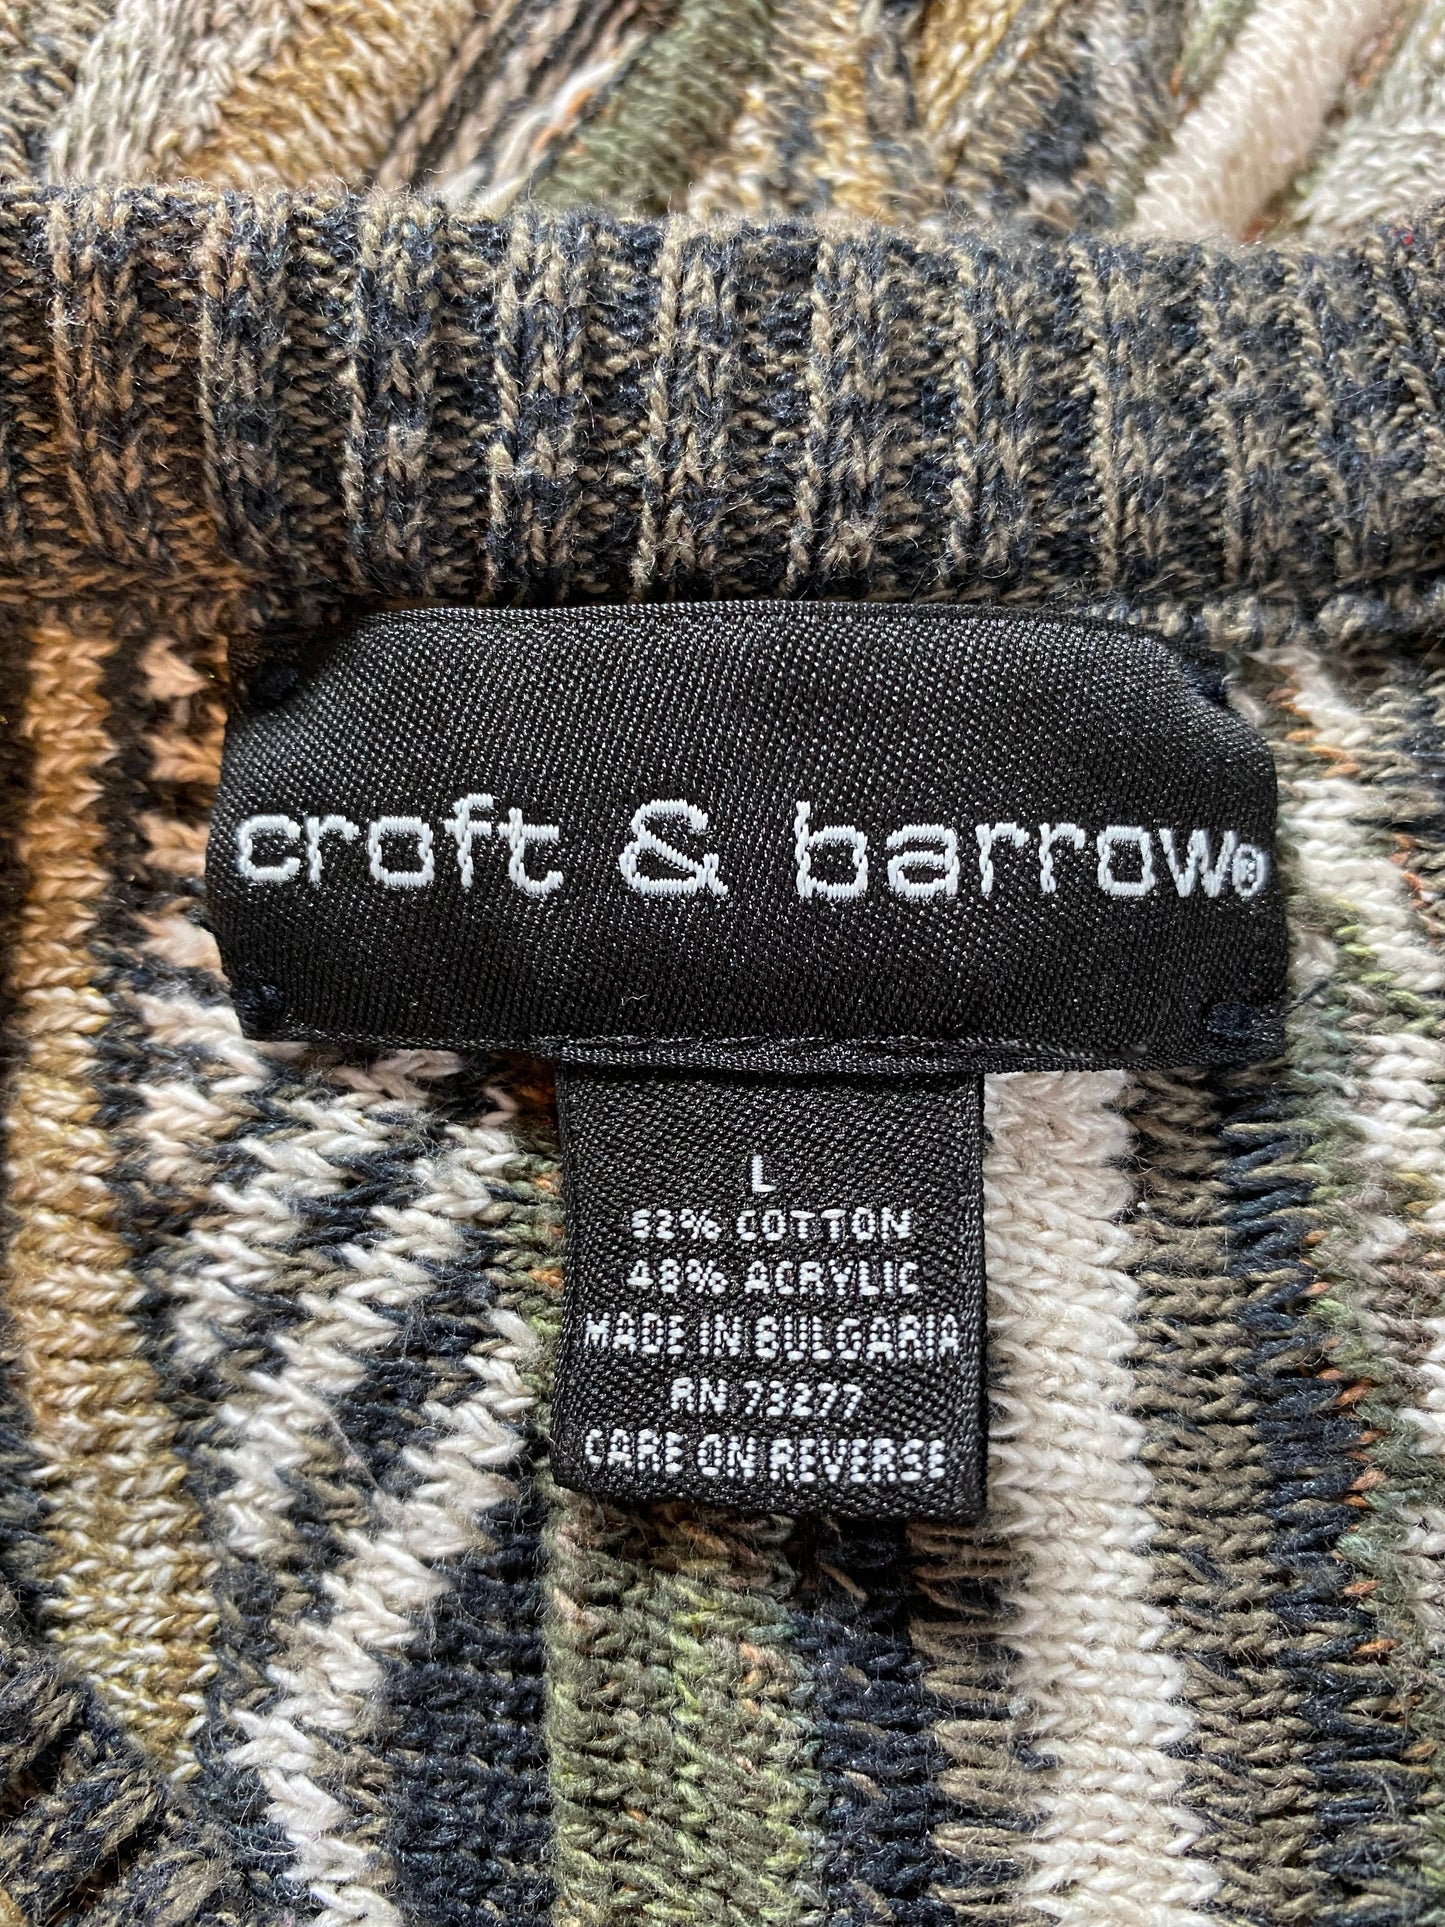 croft & barrow®
L
52% COTTON
48% ACRYLIC
MADE IN BULGARIA
RN 73277
CARE ON REVERSE